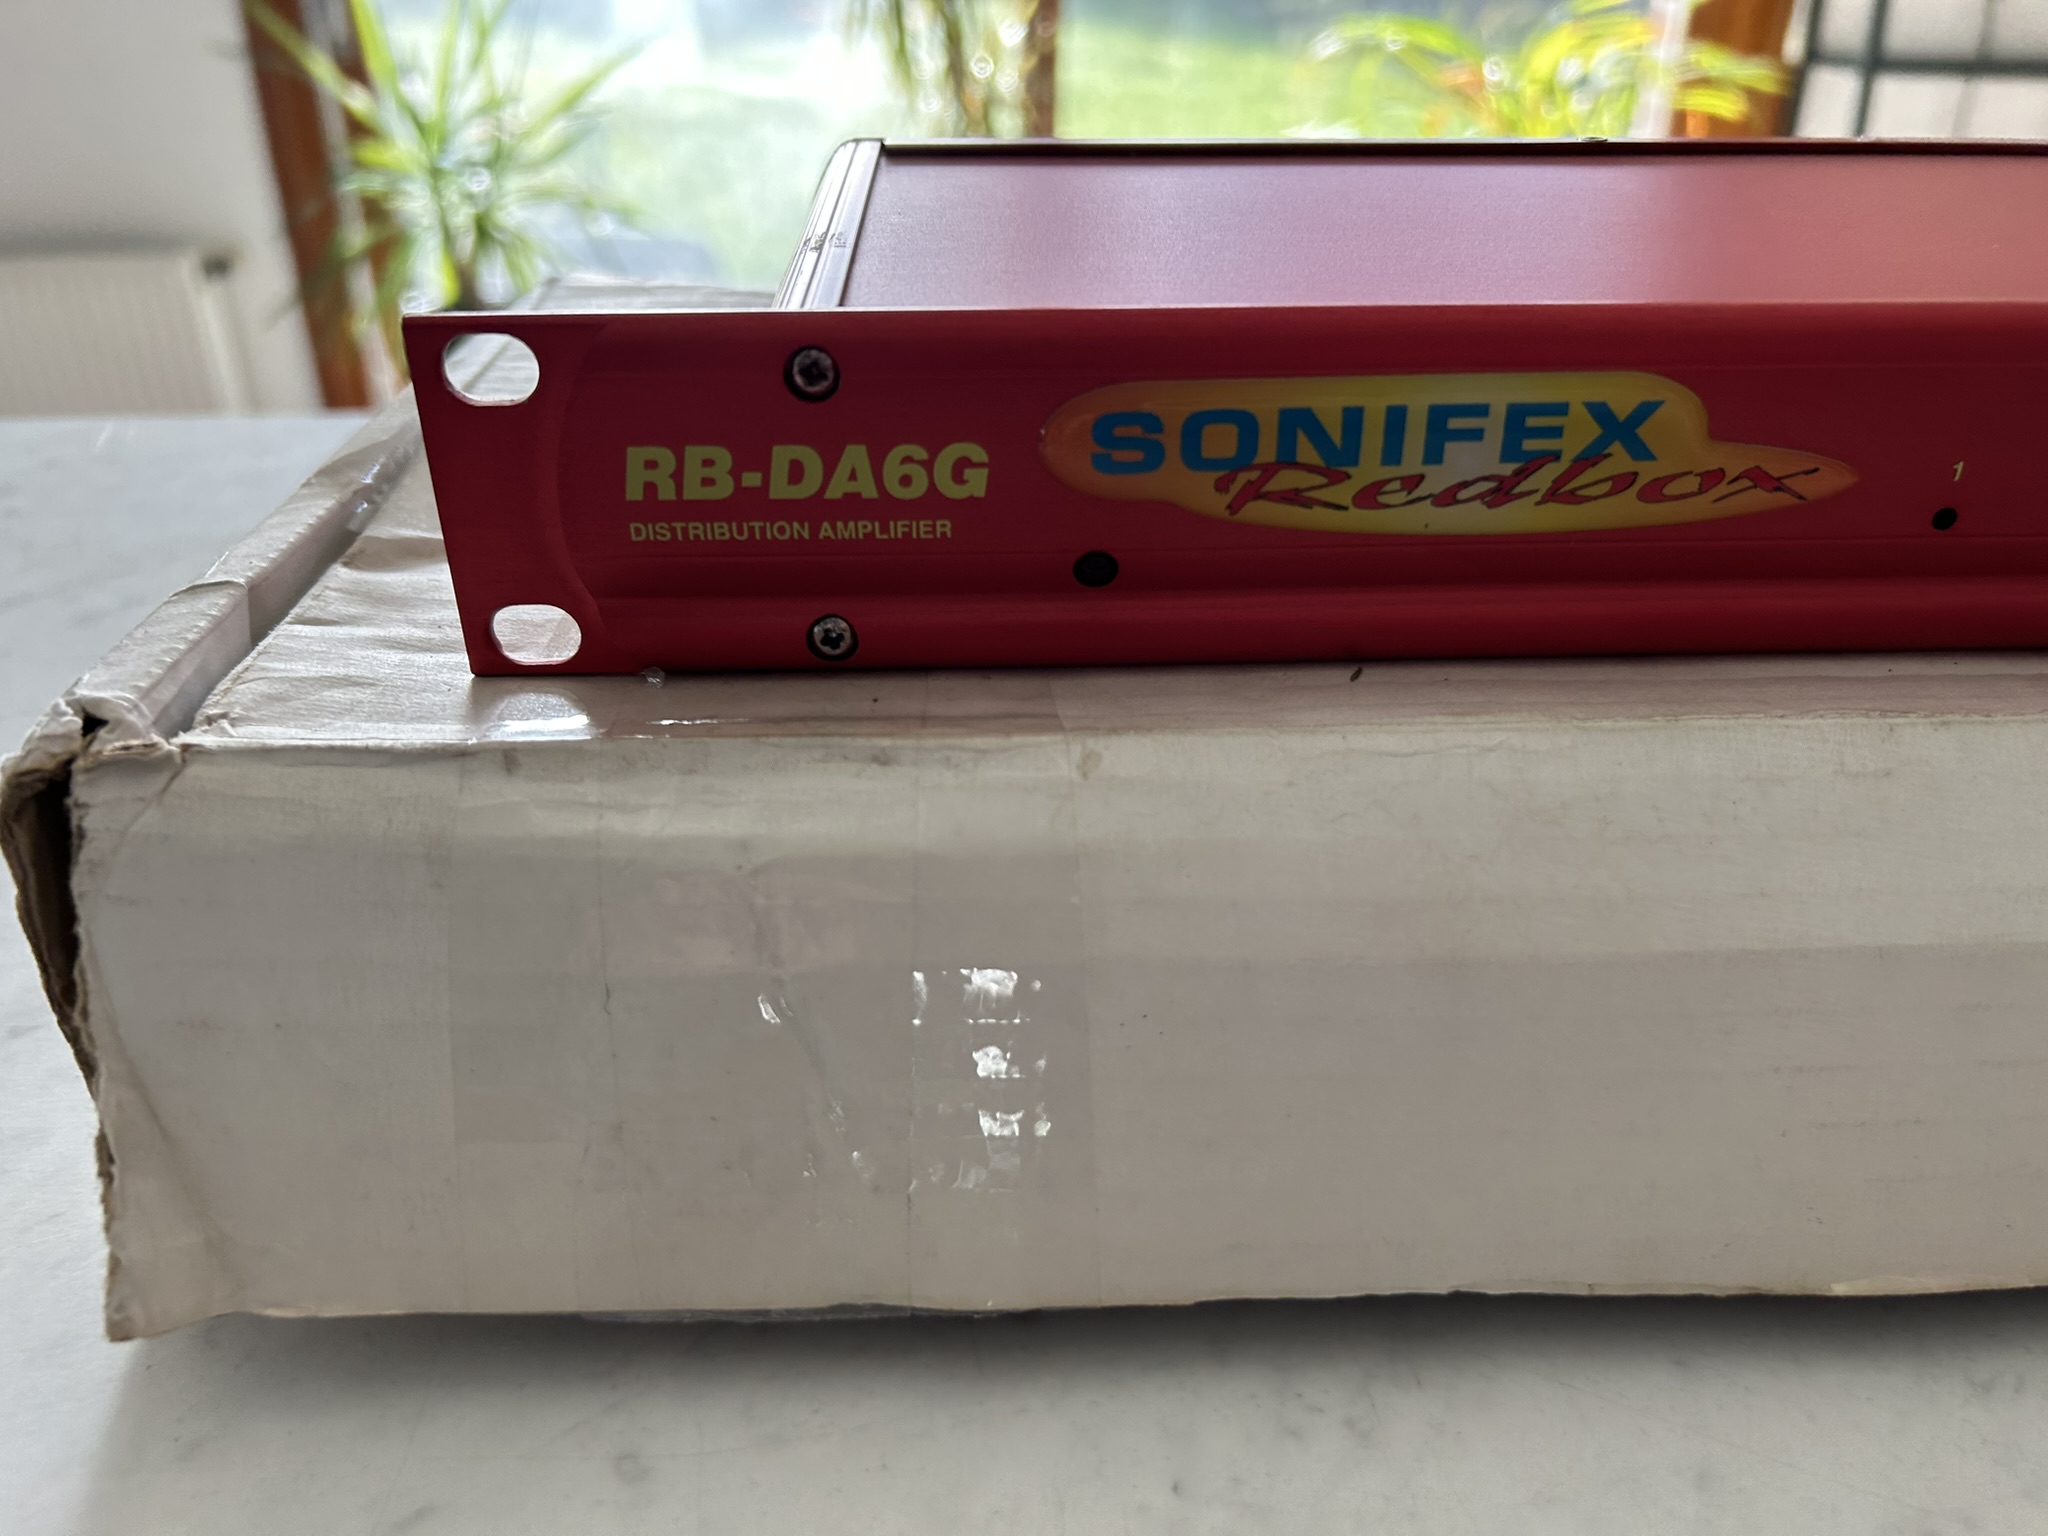 RB-DA6G
DISTRIBUTION AMPLIFIER
SONIFEX
Redbox
1